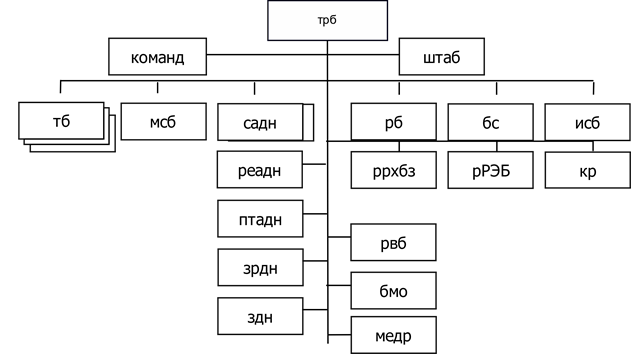 трб
команд
штаб
тб
мсб
садн
рб
бс
исб
реадн
ррхбз
рРЭБ
кр
птадн
рвб
зрдн
бмо
здн
медр